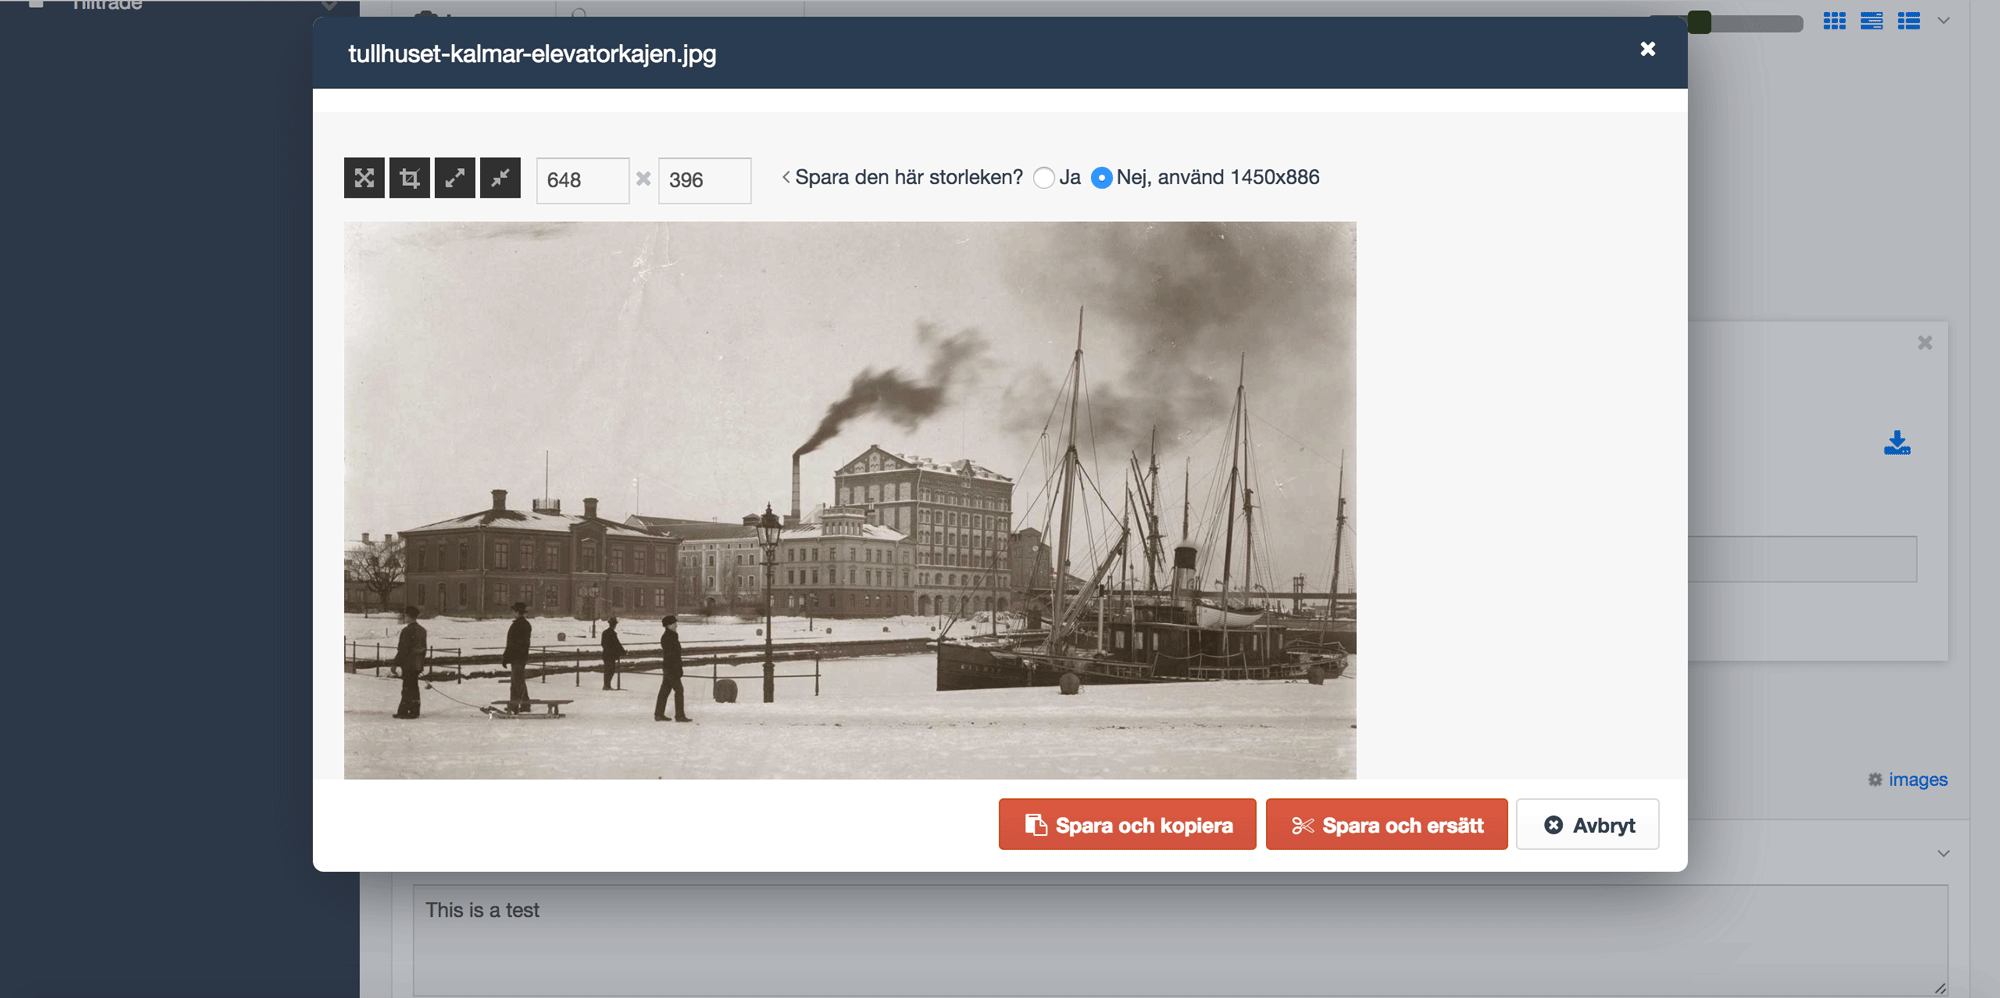 Tillträde
tullhuset-kalmar-elevatorkajen.jpg
648
396
Spara den här storleken? Ja Nej, använd 1450x886
images
Spara och kopiera
Spara och ersätt
Avbryt
This is a test